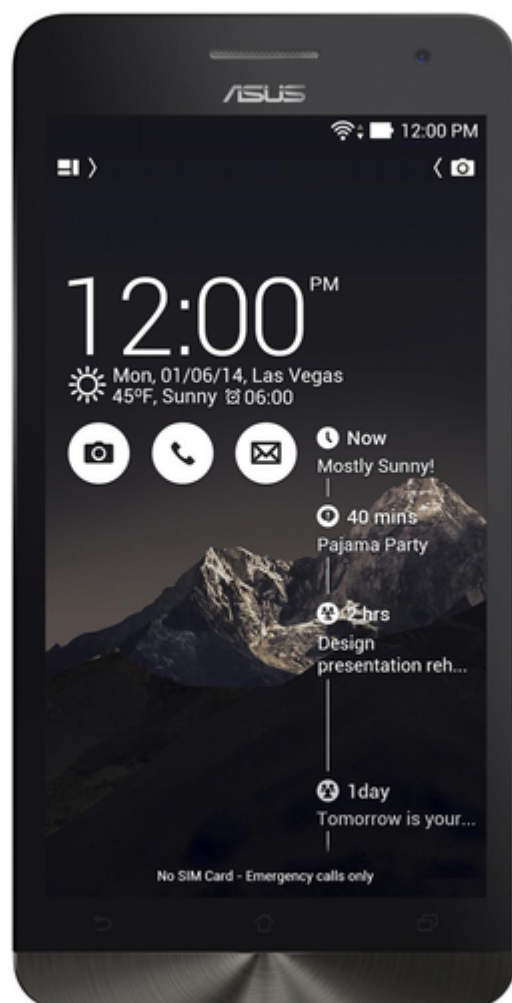 ASUS
12:00 PM
12:00 PM
Mon, 01/06/14, Las Vegas
45ºF, Sunny 06:00
Now
Mostly Sunny!
40 mins
Pajama Party
2 hrs
Design
presentation reh...
1day
Tomorrow is your...
No SIM Card - Emergency calls only